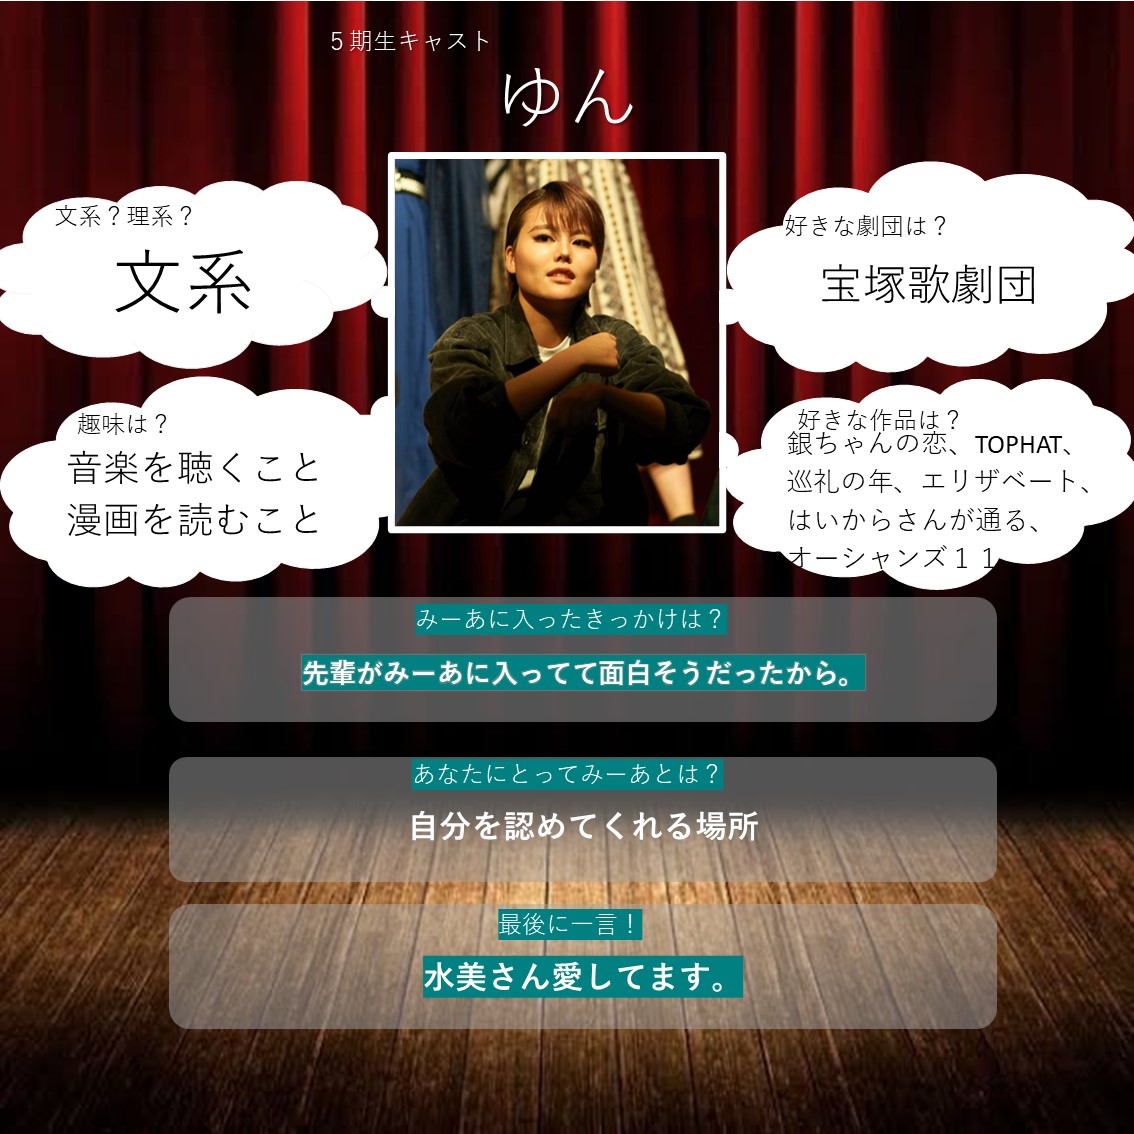 ５期生キャスト
ゆん
文系？理系？
文系
好きな劇団は？
宝塚歌劇団
趣味は？
音楽を聴くこと
漫画を読むこと
好きな作品は？
銀ちゃんの恋、TOPHAT、
巡礼の年、エリザベート、
はいからさんが通る、
オーシャンズ１１
みーあに入ったきっかけは？
先輩がみーあに入ってて面白そうだったから。
あなたにとってみーあとは？
自分を認めてくれる場所
最後に一言！
水美さん愛してます。